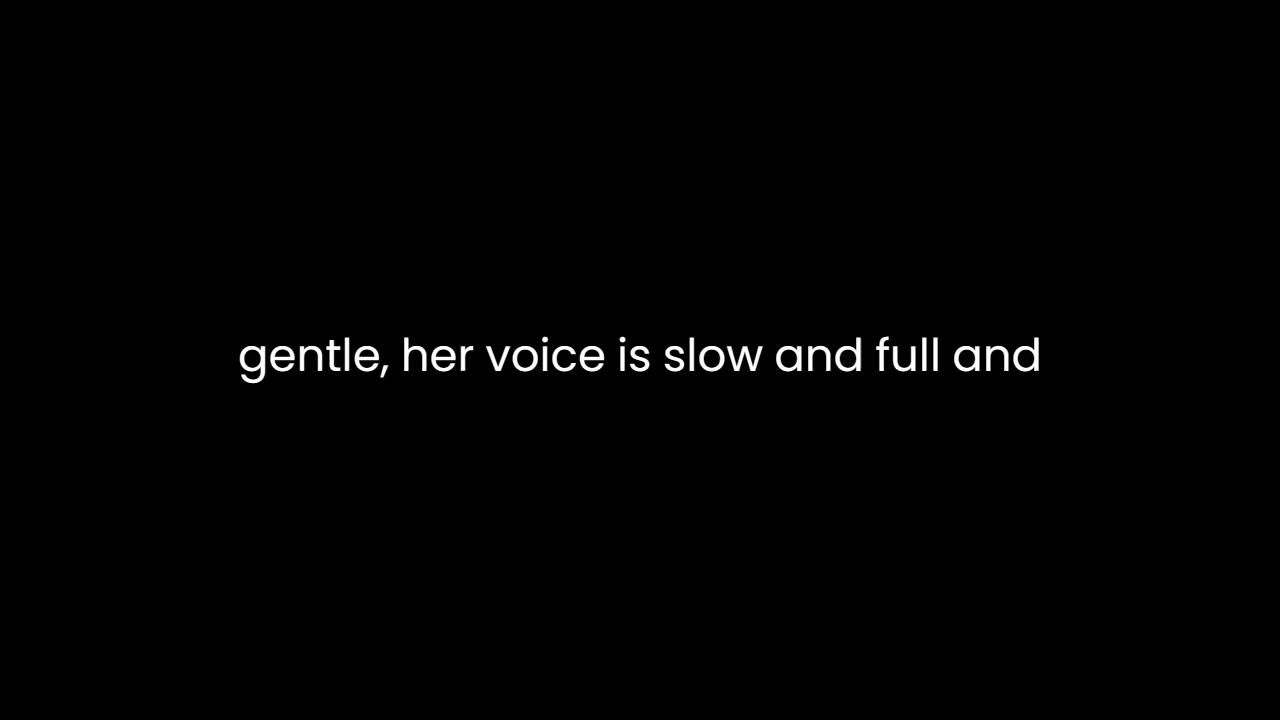 gentle, her voice is slow and full and